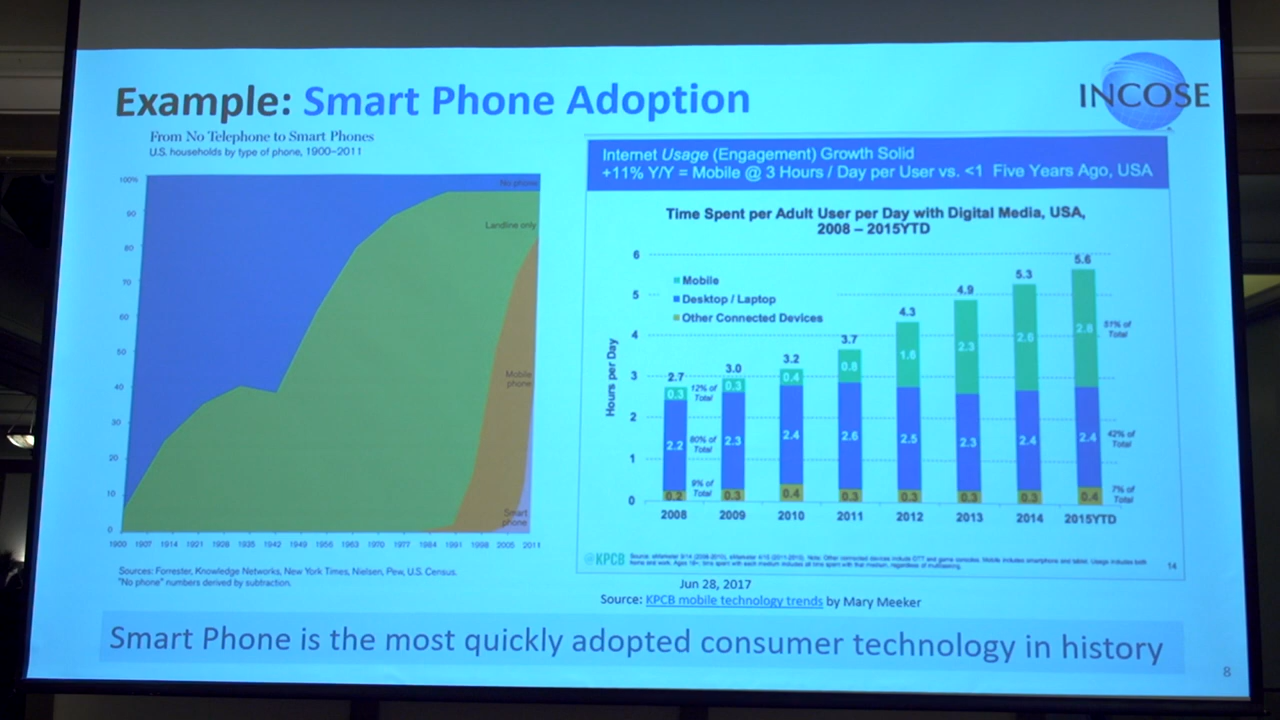 Example: Smart Phone Adoption
INCOSE
From No Telephone to Smart Phones
U.S. households by type of phone, 1900–2011
100%
90
80
70
60
50
40
30
20
10
0
No phone
Landline only
Mobile
phone
Smart
phone
1900 1907 1914 1921 1928 1935 1942 1949 1956 1963 1970 1977 1984 1991 1998 2005 2011
Sources: Forrester, Knowledge Networks, New York Times, Nielsen, Pew, U.S. Census.
"No phone" numbers derived by subtraction.
Internet Usage (Engagement) Growth Solid
+11% Y/Y = Mobile @ 3 Hours / Day per User vs. <1 Five Years Ago, USA
Time Spent per Adult User per Day with Digital Media, USA,
2008 – 2015YTD
Mobile
Desktop / Laptop
Other Connected Devices
Hours per Day
6
5
4
3
2
1
0
2.7 3.0 3.2 3.7 4.3 4.9 5.3 5.6
0.3 0.3 0.4 0.8 1.6 2.3 2.6 2.8
2.2 2.3 2.4 2.6 2.5 2.3 2.4 2.4
0.2 0.3 0.4 0.3 0.3 0.3 0.3 0.4
12% of
Total
80% of
Total
9% of
Total
51% of
Total
42% of
Total
7% of
Total
2008 2009 2010 2011 2012 2013 2014 2015YTD
@KPCB
14
Jun 28, 2017
Source: KPCB mobile technology trends by Mary Meeker
Smart Phone is the most quickly adopted consumer technology in history
8